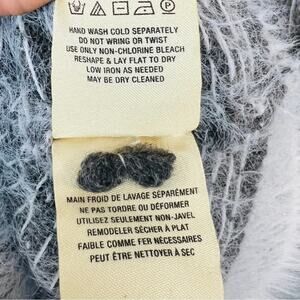 HAND WASH COLD SEPARATELY
DO NOT WRING OR TWIST
USE ONLY NON-CHLORINE BLEACH
RESHAPE & LAY FLAT TO DRY
LOW IRON AS NEEDED
MAY BE DRY CLEANED
MAIN FROID DE LAVAGE SÉPARÉMENT
NE PAS TORDRE OU DÉFORMER
UTILISEZ SEULEMENT NON-JAVEL
REMODELER SÉCHER À PLAT
FAIBLE COMME FER NÉCESSAIRES
PEUT ÊTRE NETTOYER À SEC